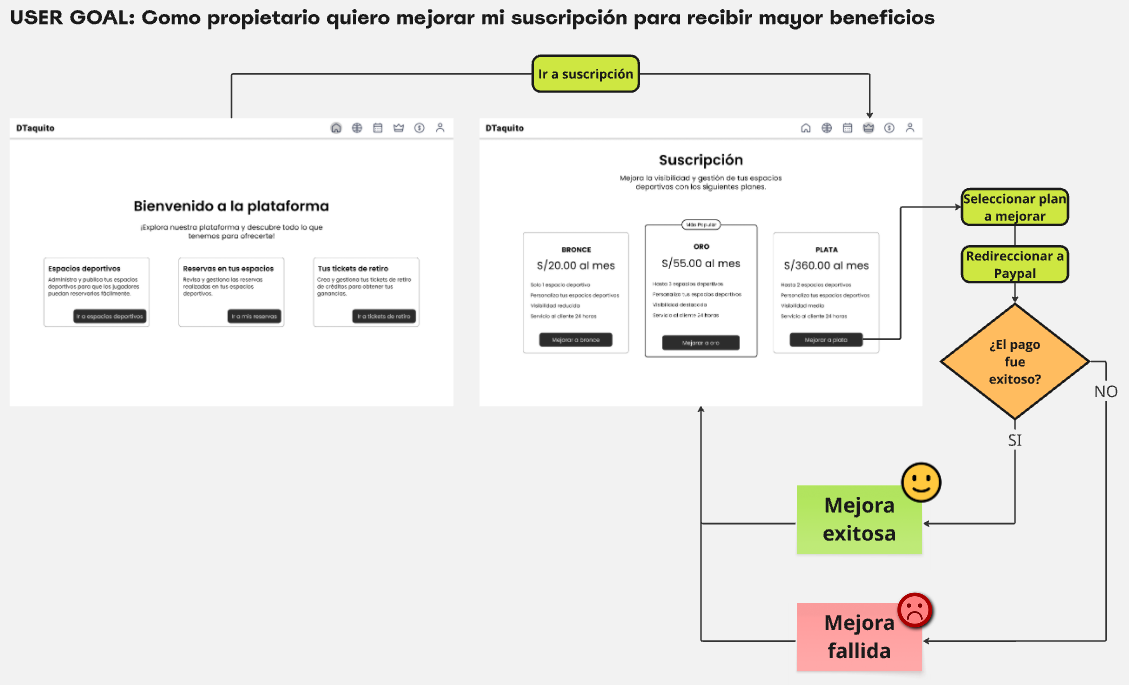 USER GOAL: Como propietario quiero mejorar mi suscripción para recibir mayor beneficios
Ir a suscripción
DTaquito
Bienvenido a la plataforma
¡Explora nuestra plataforma y descubre todo lo que
tenemos para ofrecerte!
Espacios deportivos
Administra y publica tus espacios
deportivos para que los jugadores
puedan reservarlos fácilmente.
Ir a espacios deportivos
Reservas en tus espacios
Revisa y gestiona las reservas
realizadas en tus espacios
deportivos.
Ir a mis reservas
Tus tickets de retiro
Crea y gestiona tus tickets de retiro
de créditos para obtener tus
ganancias.
Ir a tickets de retiro
DTaquito
Suscripción
Mejora la visibilidad y gestión de tus espacios
deportivos con los siguientes planes.
BRONCE
S/20.00 al mes
Solo 1 espacio deportivo
Personaliza tus espacios deportivos
Visibilidad reducida
Servicio al cliente 24 horas
Mejorar a bronce
Más Popular
ORO
S/55.00 al mes
Hasta 3 espacios deportivos
Personaliza tus espacios deportivos
Visibilidad destacada
Servicio al cliente 24 horas
Mejorar a oro
PLATA
S/360.00 al mes
Hasta 2 espacios deportivos
Personaliza tus espacios deportivos
Visibilidad media
Servicio al cliente 24 horas
Mejorar a plata
Seleccionar plan
a mejorar
Redireccionar a
Paypal
¿El pago
fue
exitoso?
NO
SI
Mejora
exitosa
Mejora
fallida